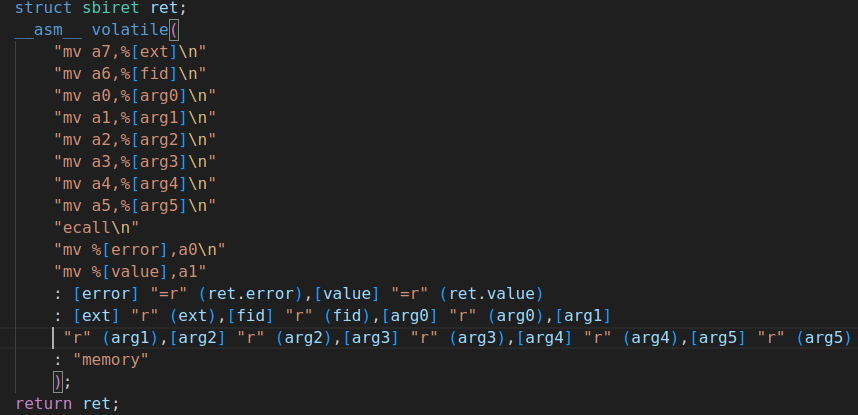 struct sbiret ret;
__asm__ volatile(
"mv a7,%[ext]\n"
"mv a6,%[fid]\n"
"mv a0,%[arg0]\n"
"mv a1,%[arg1]\n"
"mv a2,%[arg2]\n"
"mv a3,%[arg3]\n"
"mv a4,%[arg4]\n"
"mv a5,%[arg5]\n"
"ecall\n"
"mv %[error],a0\n"
"mv %[value],a1"
: [error] "=r" (ret.error),[value] "=r" (ret.value)
: [ext] "r" (ext),[fid] "r" (fid),[arg0] "r" (arg0),[arg1]
"r" (arg1),[arg2] "r" (arg2),[arg3] "r" (arg3),[arg4] "r" (arg4),[arg5] "r" (arg5)
: "memory"
);
return ret;